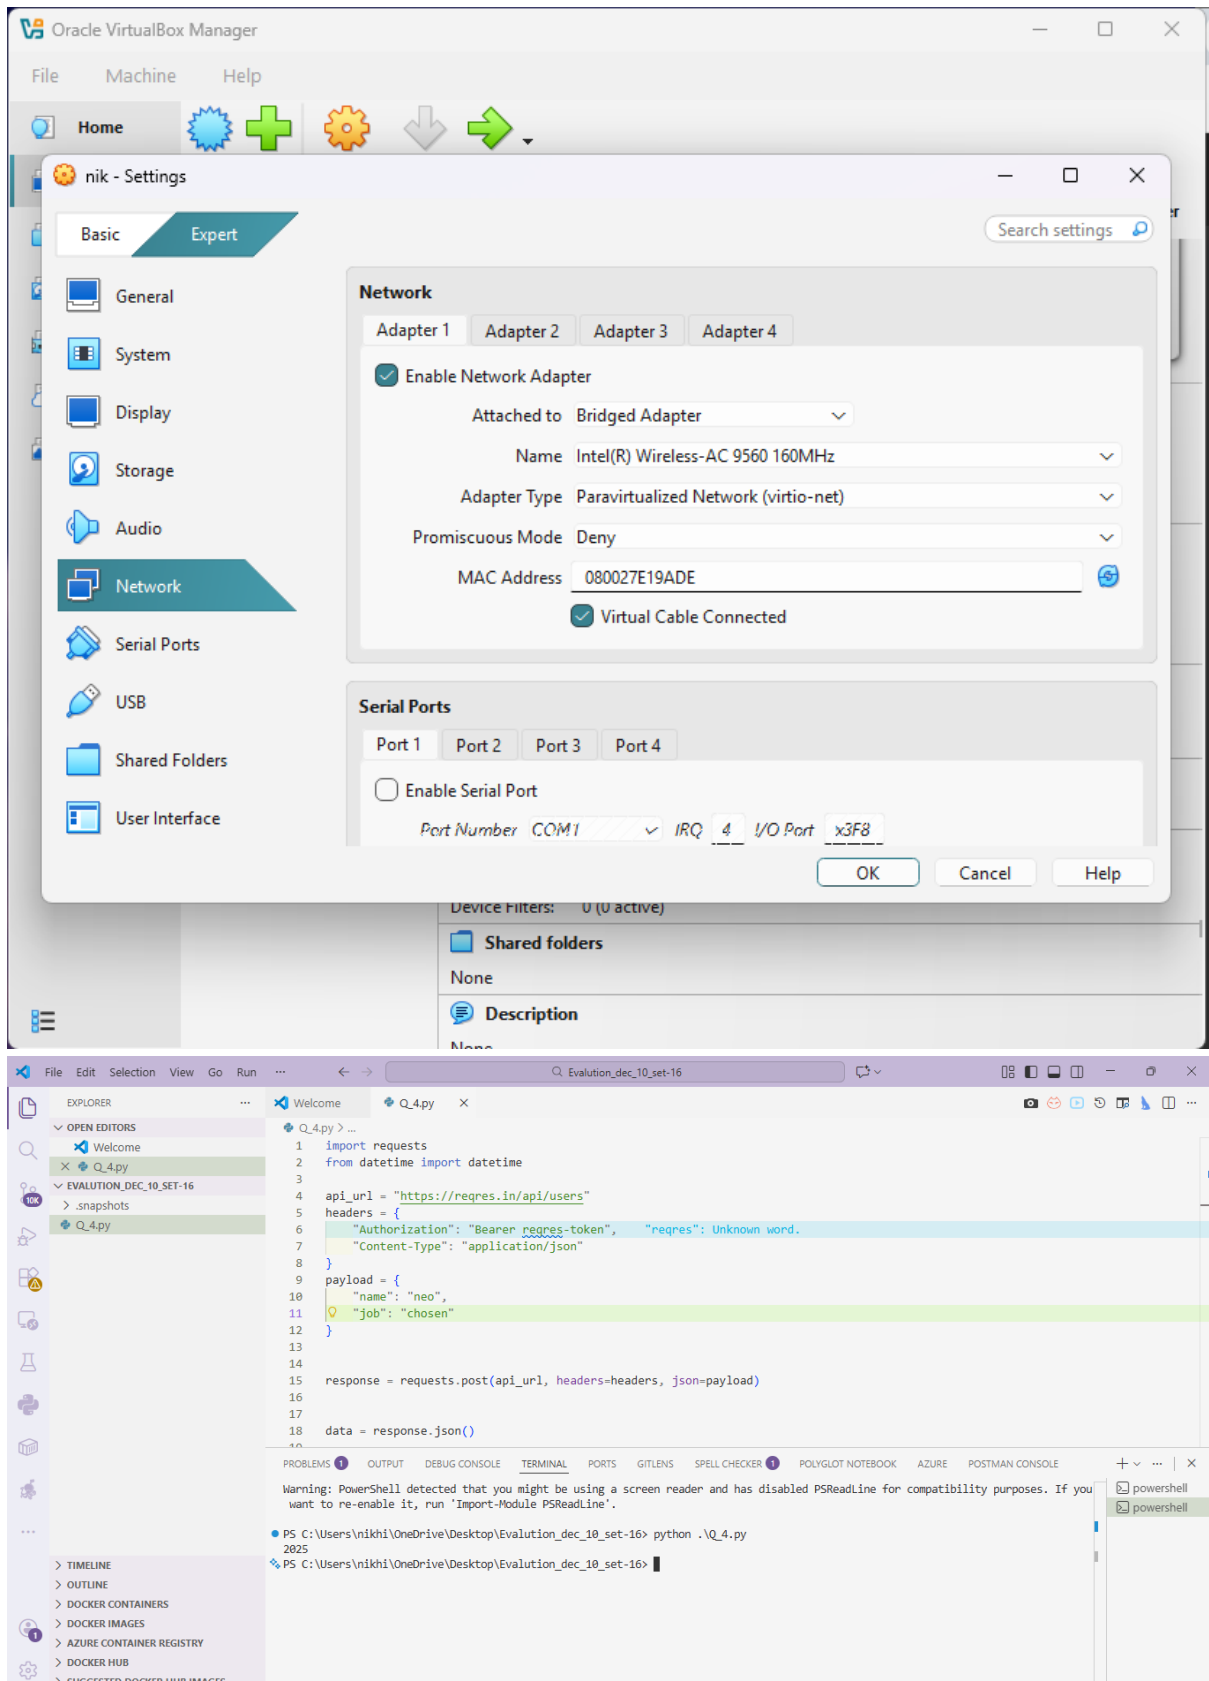 Oracle VirtualBox Manager
File Machine Help
Home
nik - Settings
Basic Expert
Search settings
General
System
Display
Storage
Audio
Network
Serial Ports
USB
Shared Folders
User Interface
Network
Adapter 1 Adapter 2 Adapter 3 Adapter 4
Enable Network Adapter
Attached to Bridged Adapter
Name Intel(R) Wireless-AC 9560 160MHz
Adapter Type Paravirtualized Network (virtio-net)
Promiscuous Mode Deny
MAC Address 080027E19ADE
Virtual Cable Connected
Serial Ports
Port 1 Port 2 Port 3 Port 4
Enable Serial Port
Port Number COM1 IRQ 4 I/O Port x3F8
OK Cancel Help
Device Filters: 0 (0 active)
Shared folders
None
Description
None
File Edit Selection View Go Run ... Evalution_dec_10_set-16
EXPLORER ...
OPEN EDITORS
Welcome
Q_4.py
EVALUTION_DEC_10_SET-16
.snapshots
Q_4.py
10K
TIMELINE
OUTLINE
DOCKER CONTAINERS
DOCKER IMAGES
AZURE CONTAINER REGISTRY
DOCKER HUB
SUGGESTED DOCKER HUB IMAGES
1
Welcome Q_4.py
Q_4.py > ...
1 import requests
2 from datetime import datetime
3
4 api_url = "https://reqres.in/api/users"
5 headers = {
6 "Authorization": "Bearer reqres-token", "reqres": Unknown word.
7 "Content-Type": "application/json"
8 }
9 payload = {
10 "name": "neo",
11 "job": "chosen"
12 }
13
14
15 response = requests.post(api_url, headers=headers, json=payload)
16
17
18 data = response.json()
19
PROBLEMS 1 OUTPUT DEBUG CONSOLE TERMINAL PORTS GITLENS SPELL CHECKER 1 POLYGLOT NOTEBOOK AZURE POSTMAN CONSOLE
Warning: PowerShell detected that you might be using a screen reader and has disabled PSReadLine for compatibility purposes. If you
want to re-enable it, run 'Import-Module PSReadLine'.
PS C:\Users\nikhi\OneDrive\Desktop\Evalution_dec_10_set-16> python .\Q_4.py
2025
PS C:\Users\nikhi\OneDrive\Desktop\Evalution_dec_10_set-16>
powershell
powershell